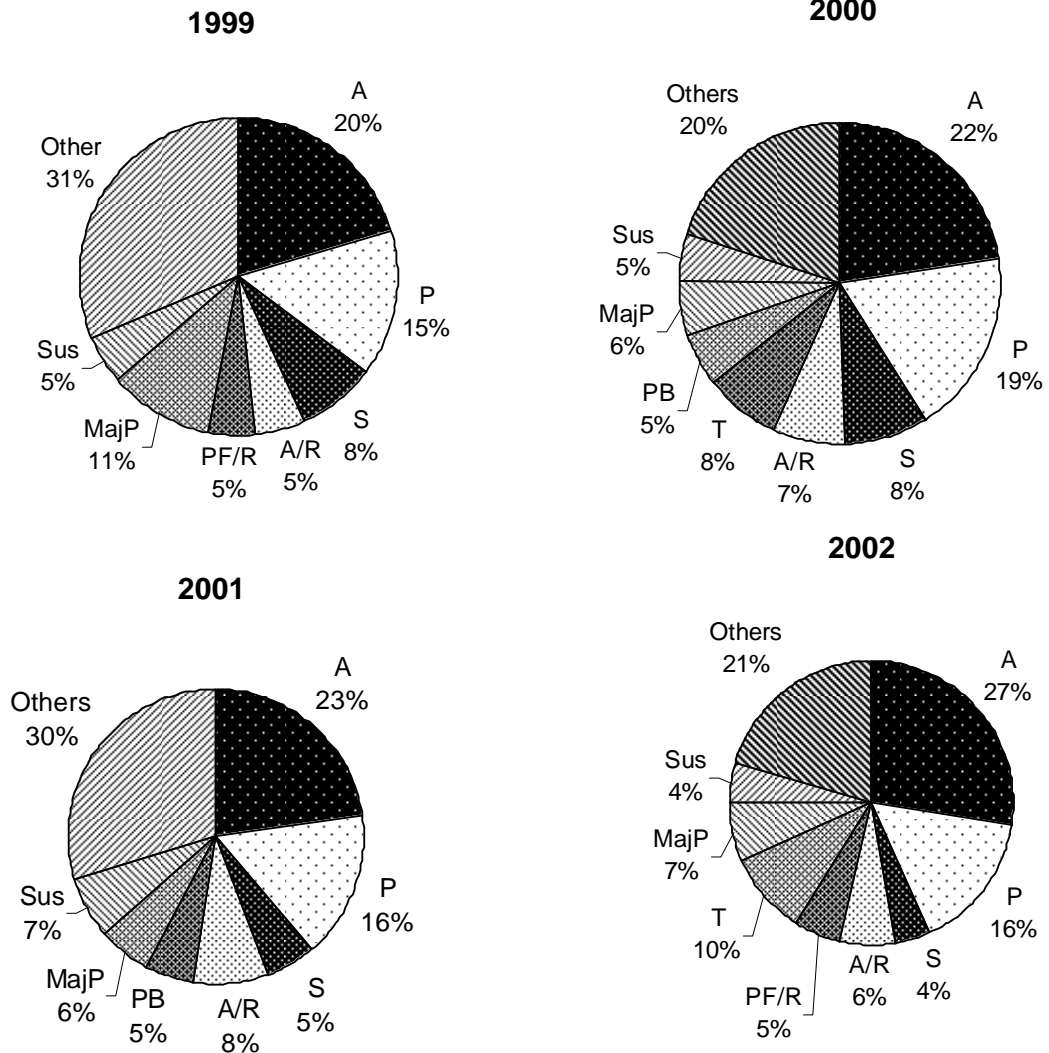 1999
A
20%
P
15%
S
8%
A/R
5%
PF/R
5%
MajP
11%
Sus
5%
Other
31%
2000
A
22%
P
19%
S
8%
A/R
7%
T
8%
PB
5%
MajP
6%
Sus
5%
Others
20%
2001
A
23%
P
16%
S
5%
A/R
8%
PB
5%
MajP
6%
Sus
7%
Others
30%
2002
A
27%
P
16%
S
4%
A/R
6%
PF/R
5%
T
10%
MajP
7%
Sus
4%
Others
21%